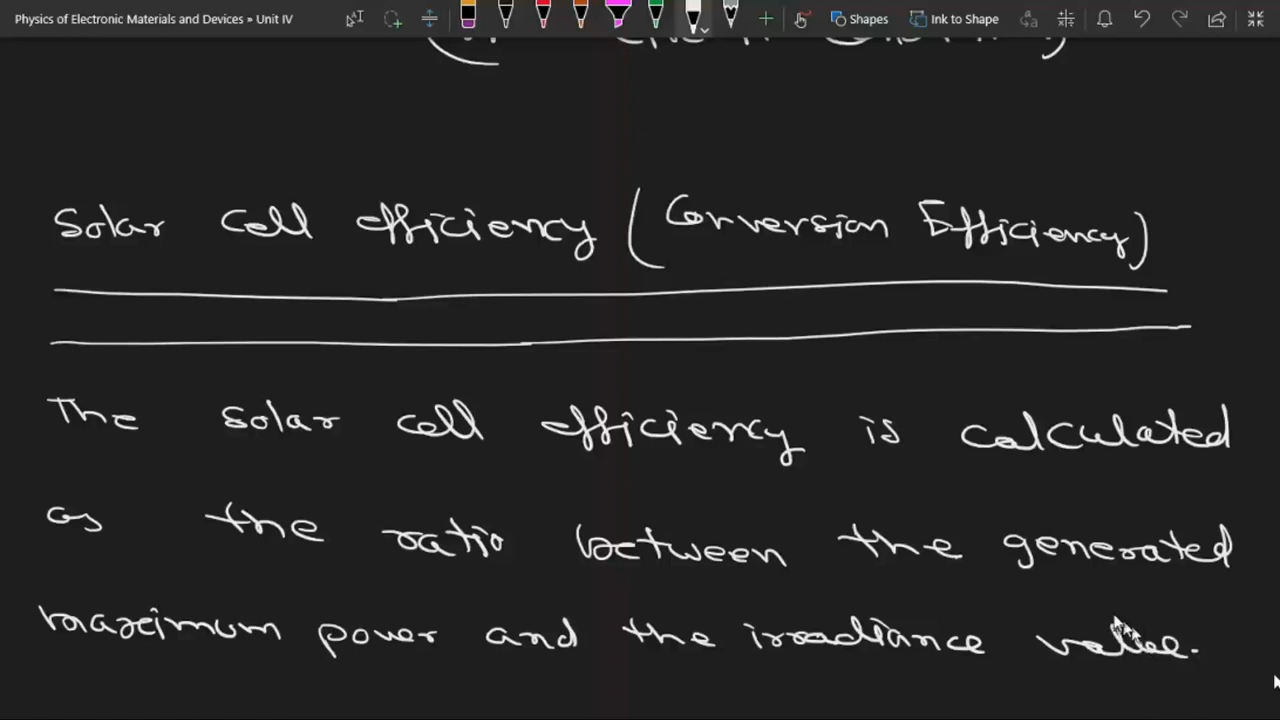 Physics of Electronic Materials and Devices » Unit IV
Shapes
Ink to Shape
Solar Cell efficiency (Conversion Efficiency)
The Solar cell efficiency is calculated
as the ratio between the generated
maximum power and the irradiance value.